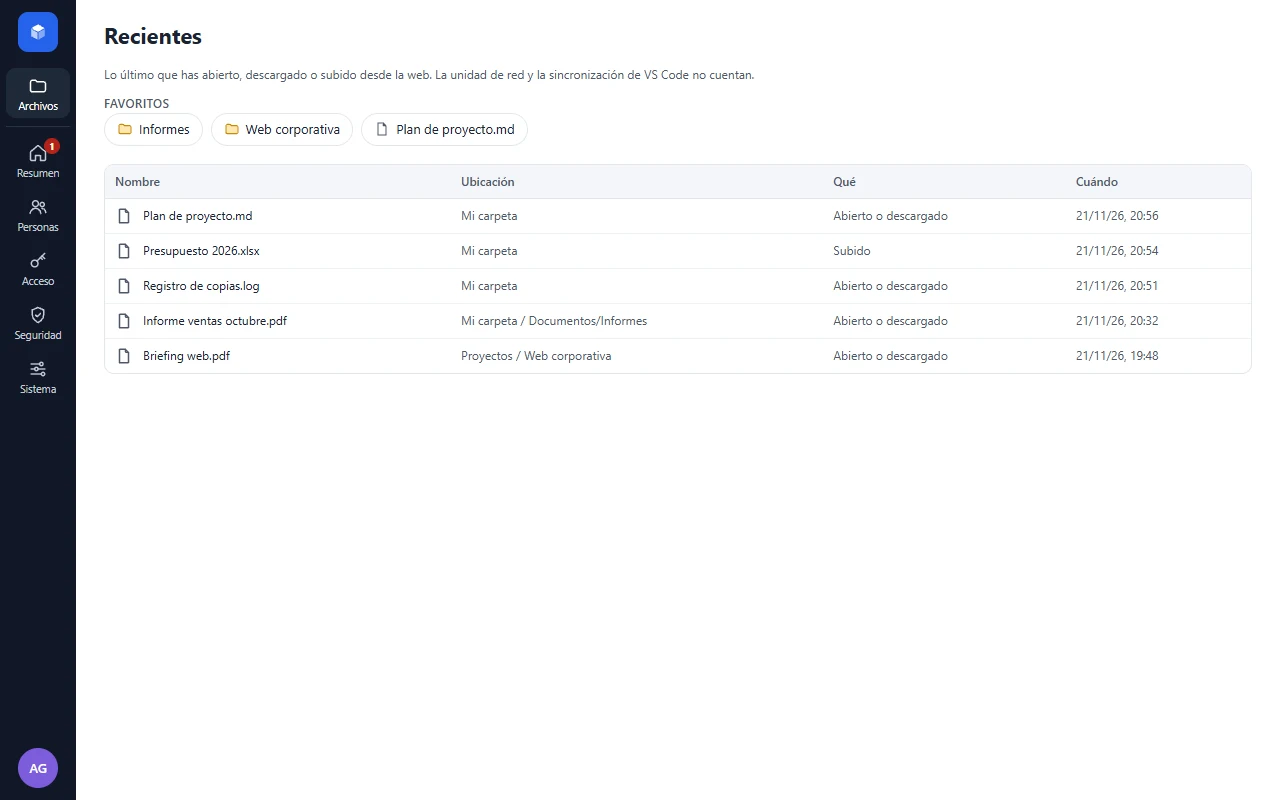 Archivos
1
Resumen
Personas
Acceso
Seguridad
Sistema
AG
Recientes
Lo último que has abierto, descargado o subido desde la web. La unidad de red y la sincronización de VS Code no cuentan.
FAVORITOS
Informes Web corporativa Plan de proyecto.md
Nombre Ubicación Qué Cuándo
Plan de proyecto.md Mi carpeta Abierto o descargado 21/11/26, 20:56
Presupuesto 2026.xlsx Mi carpeta Subido 21/11/26, 20:54
Registro de copias.log Mi carpeta Abierto o descargado 21/11/26, 20:51
Informe ventas octubre.pdf Mi carpeta / Documentos/Informes Abierto o descargado 21/11/26, 20:32
Briefing web.pdf Proyectos / Web corporativa Abierto o descargado 21/11/26, 19:48